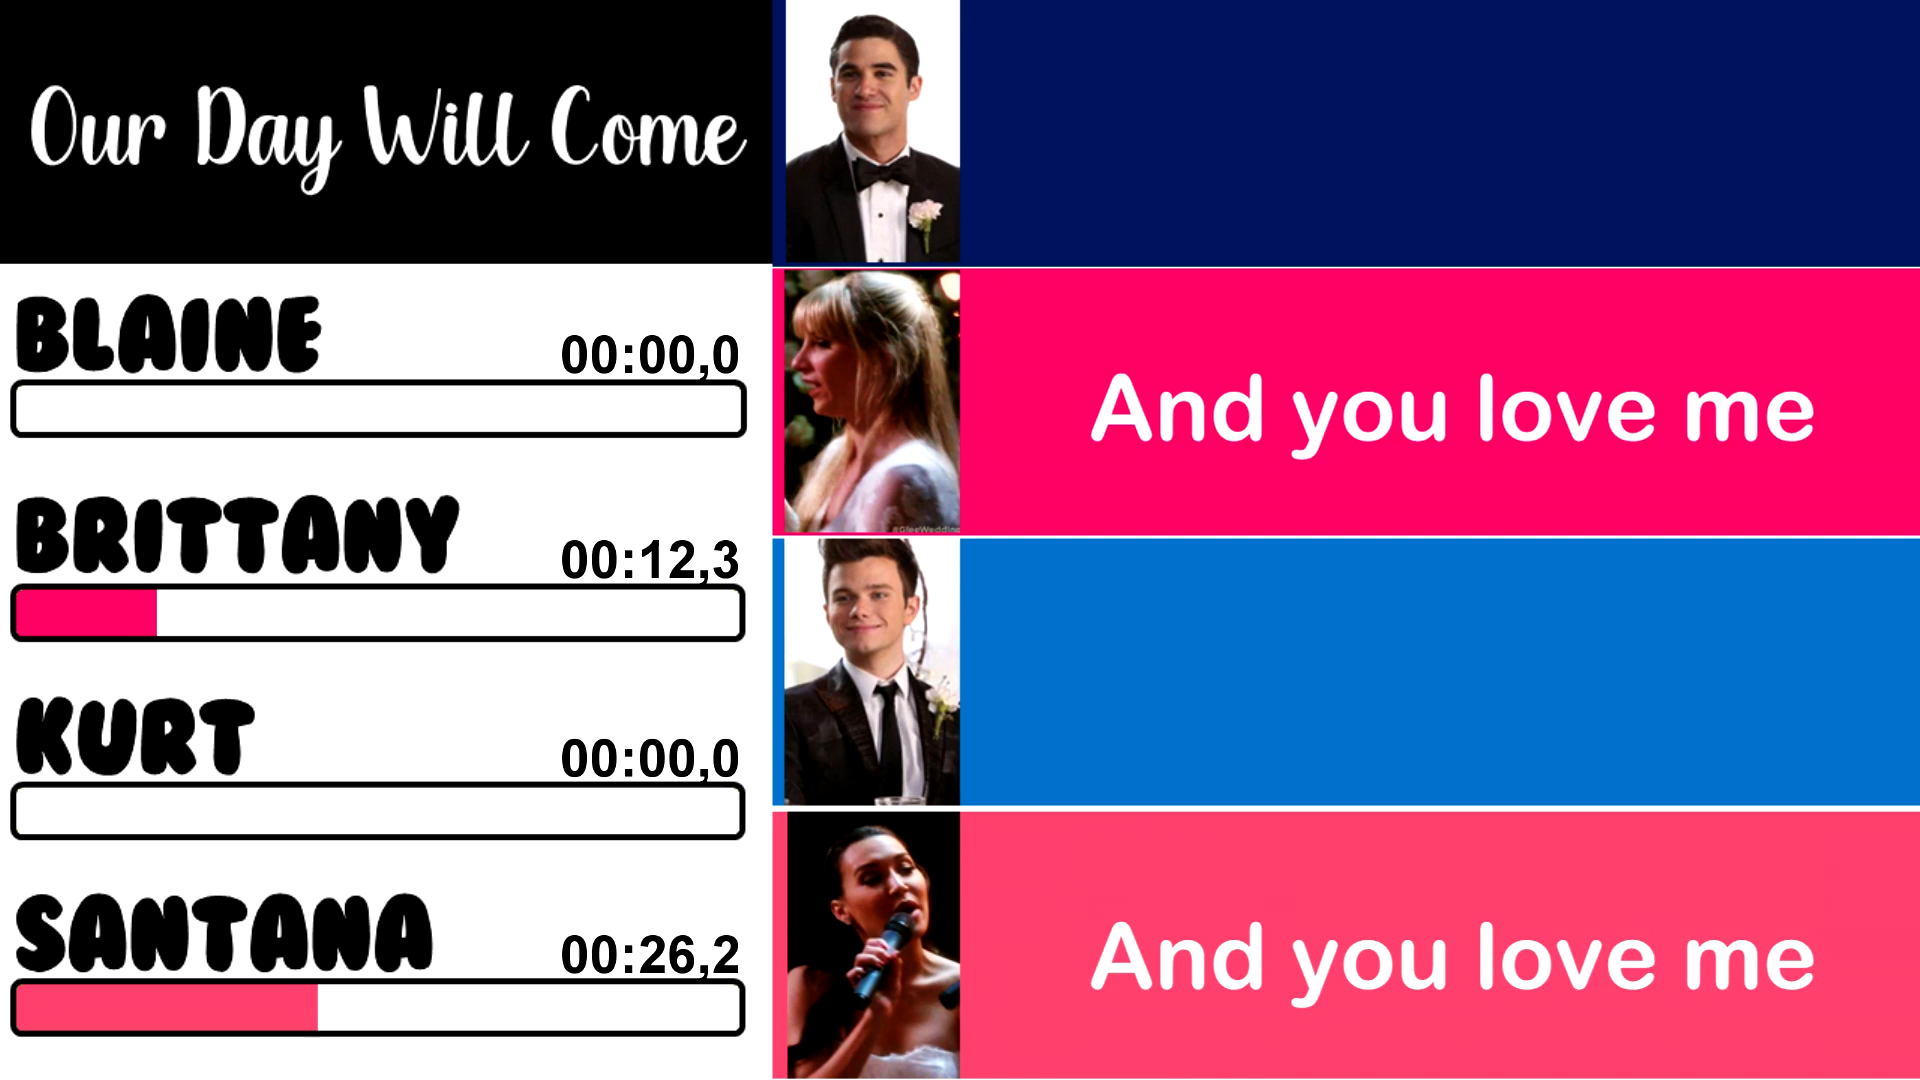 Our Day Will Come
BLAINE
00:00,0
BRITTANY
00:12,3
KURT
00:00,0
SANTANA
00:26,2
And you love me
#GleeWedding
And you love me